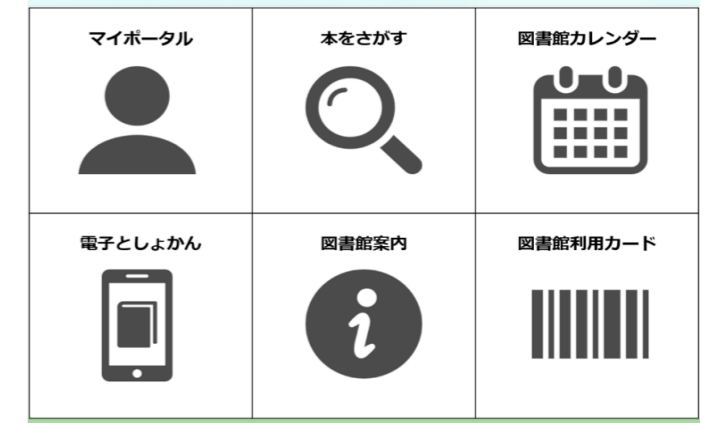 マイポータル
本をさがす
図書館カレンダー
電子としょかん
図書館案内
図書館利用カード